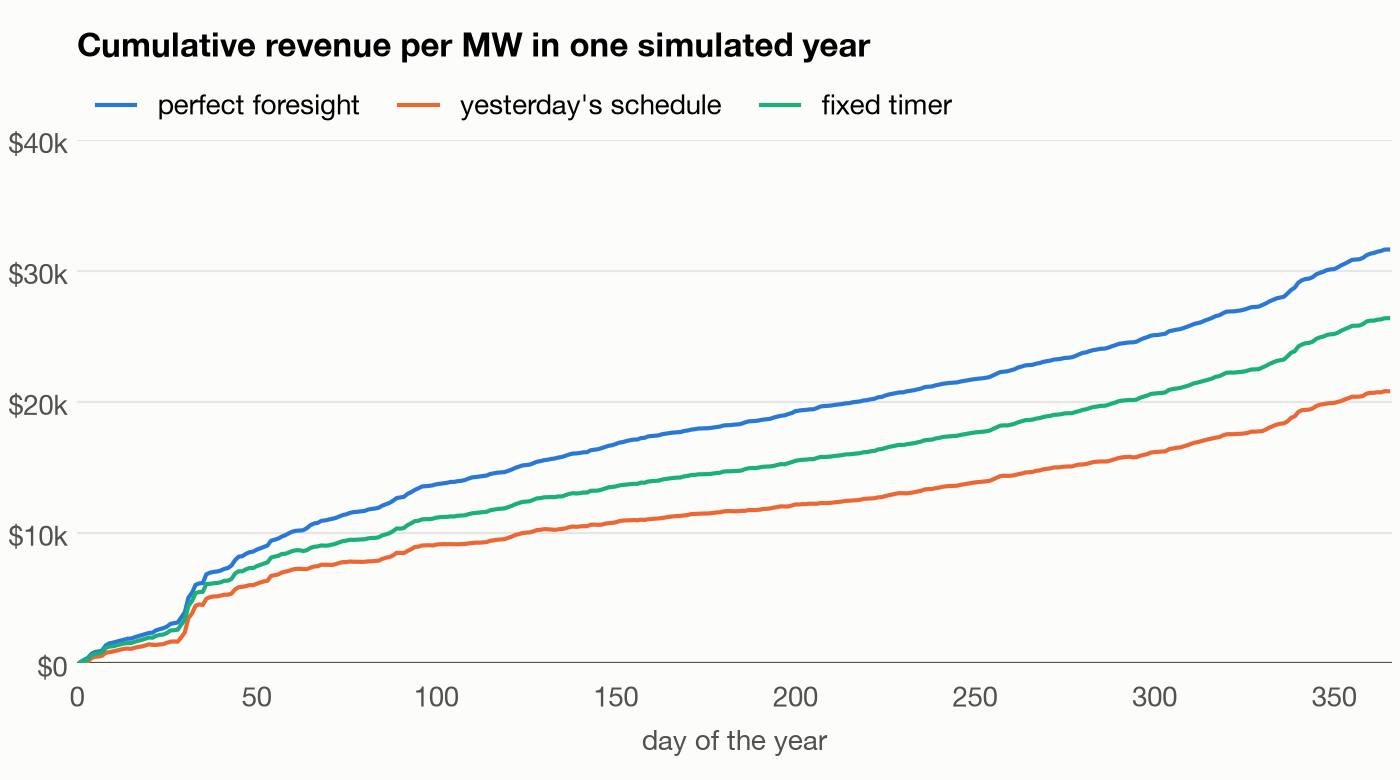 Cumulative revenue per MW in one simulated year
perfect foresight yesterday's schedule fixed timer
$40k
$30k
$20k
$10k
$0
0 50 100 150 200 250 300 350
day of the year